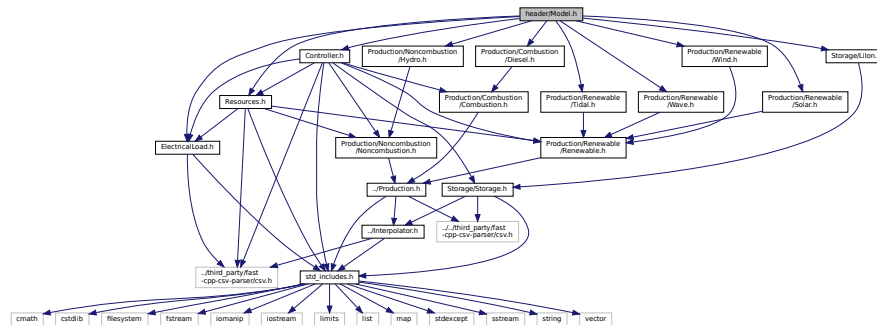 header/Model.h
Controller.h
Production/Noncombustion
/Hydro.h
Production/Combustion
/Diesel.h
Production/Renewable
/Wind.h
Storage/LiIon.h
Resources.h
Production/Combustion
/Combustion.h
Production/Renewable
/Tidal.h
Production/Renewable
/Wave.h
Production/Renewable
/Solar.h
ElectricalLoad.h
Production/Noncombustion
/Noncombustion.h
Production/Renewable
/Renewable.h
../Production.h
Storage/Storage.h
../Interpolator.h
../../third_party/fast
-cpp-csv-parser/csv.h
../third_party/fast
-cpp-csv-parser/csv.h
std_includes.h
cmath
cstdlib
filesystem
fstream
iomanip
iostream
limits
list
map
stdexcept
sstream
string
vector